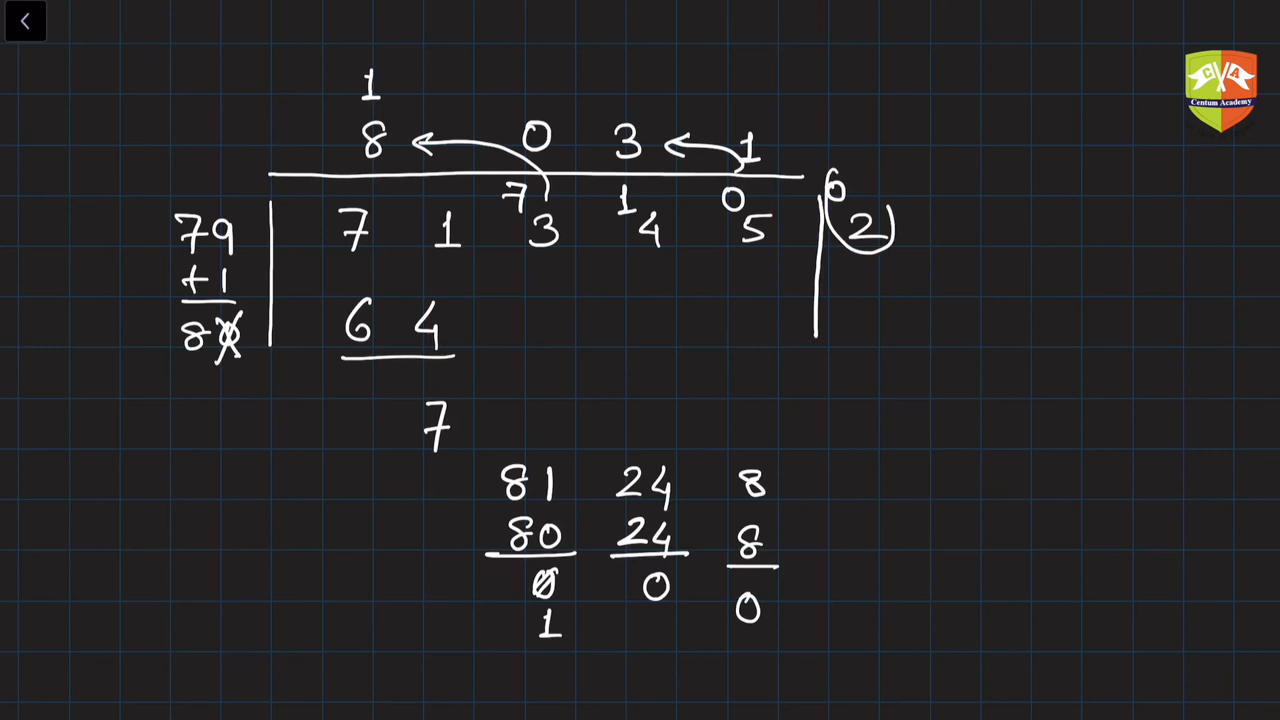 1
8 0 3 1
7 1 0 6
79 7 1 3 4 5 2
+1
80 6 4
7
81 24 8
80 24 8
0 0 0
1
C A
Centum Academy